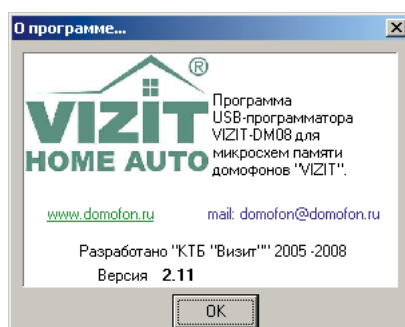 О программе...
®
VIZIT
HOME AUTO
Программа
USB-программатора
VIZIT-DM08 для
микросхем памяти
домофонов "VIZIT".
www.domofon.ru mail: domofon@domofon.ru
Разработано "КТБ "Визит"" 2005 -2008
Версия 2.11
OK